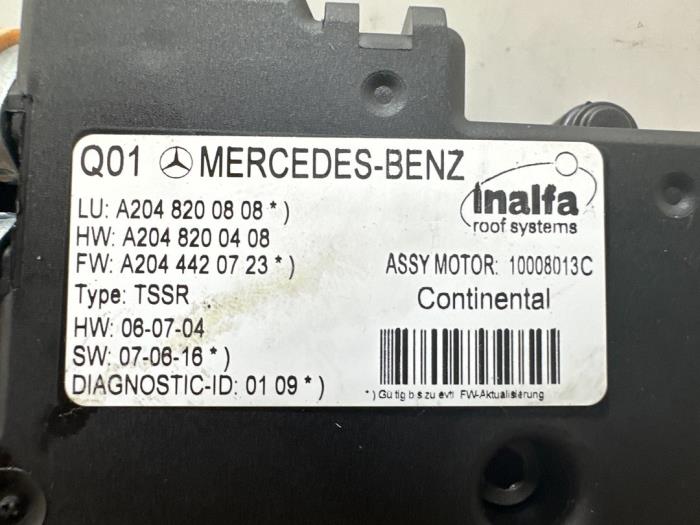 Q01 MERCEDES-BENZ
LU: A204 820 08 08 *)
HW: A204 820 04 08
FW: A204 442 07 23 *)
Type: TSSR
HW: 06-07-04
SW: 07-06-16 *)
DIAGNOSTIC-ID: 01 09 *)
Inalfa
roof systems
ASSY MOTOR: 10008013C
Continental
*) Gültig bis zu evtl. FW-Aktualisierung